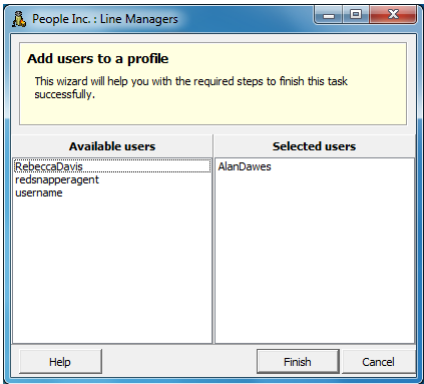 People Inc. : Line Managers
Add users to a profile
This wizard will help you with the required steps to finish this task
successfully.
Available users
Selected users
RebeccaDavis
redsnapperagent
username
AlanDawes
Help
Finish
Cancel